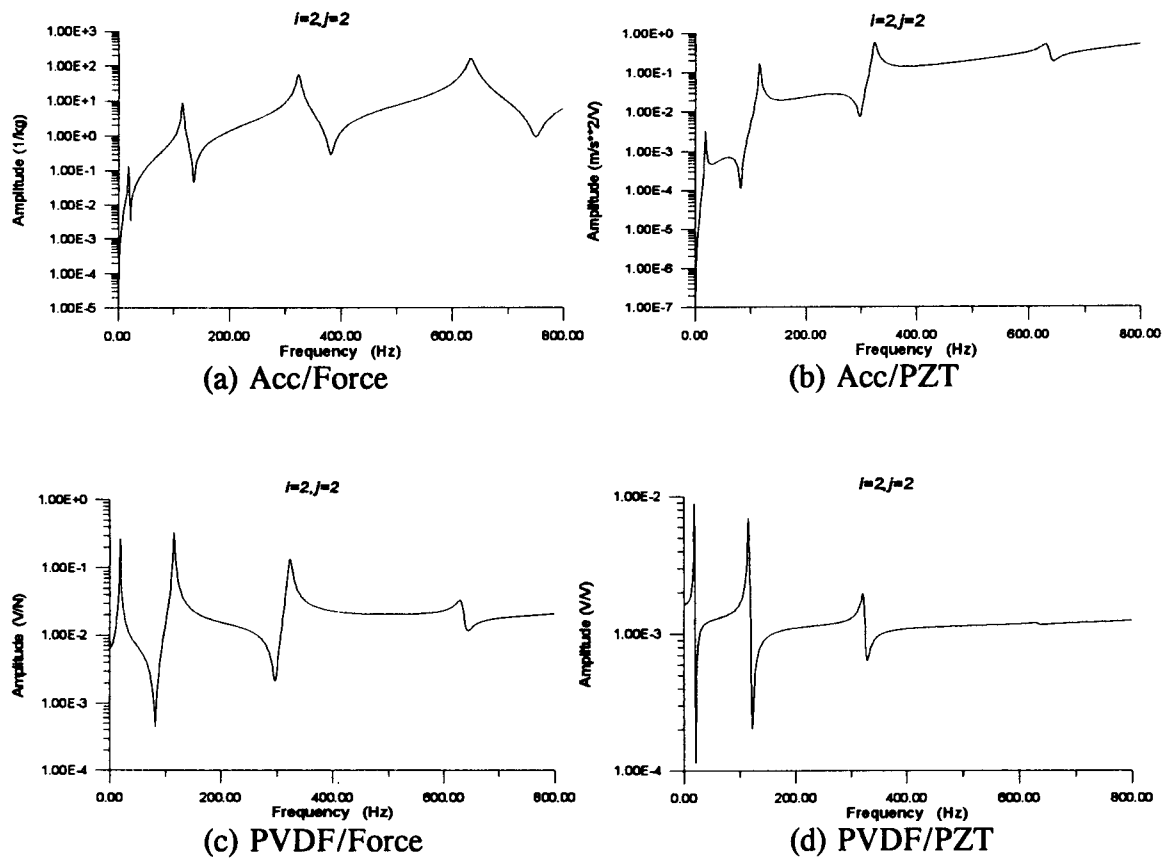 i=2,j=2
1.00E+3
1.00E+2
1.00E+1
1.00E+0
1.00E-1
1.00E-2
1.00E-3
1.00E-4
1.00E-5
Amplitude (1/kg)
0.00 200.00 400.00 600.00 800.00
Frequency (Hz)
(a) Acc/Force
i=2,j=2
1.00E+0
1.00E-1
1.00E-2
1.00E-3
1.00E-4
1.00E-5
1.00E-6
1.00E-7
Amplitude (m/s**2/V)
0.00 200.00 400.00 600.00 800.00
Frequency (Hz)
(b) Acc/PZT
i=2,j=2
1.00E+0
1.00E-1
1.00E-2
1.00E-3
1.00E-4
Amplitude (V/N)
0.00 200.00 400.00 600.00 800.00
Frequency (Hz)
(c) PVDF/Force
i=2,j=2
1.00E-2
1.00E-3
1.00E-4
Amplitude (V/V)
0.00 200.00 400.00 600.00 800.00
Frequency (Hz)
(d) PVDF/PZT